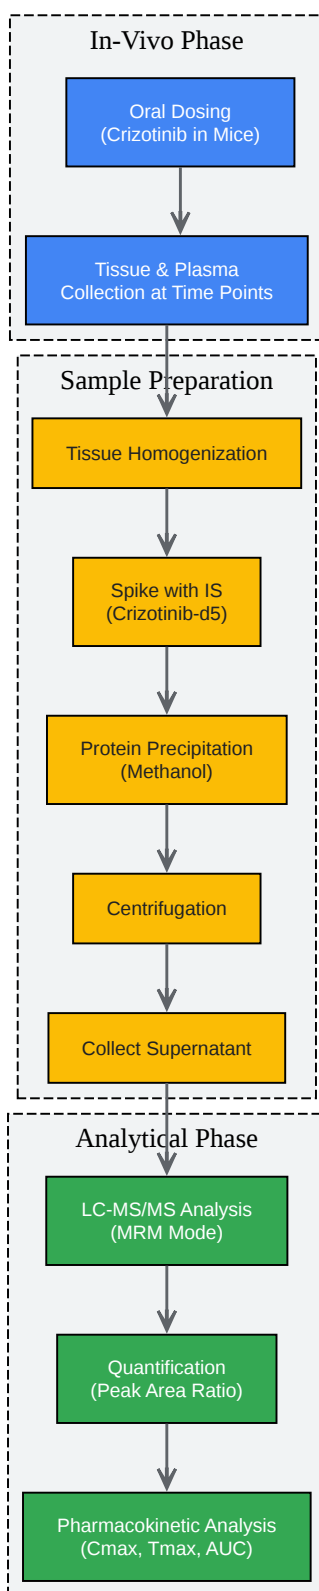 In-Vivo Phase
Oral Dosing
(Crizotinib in Mice)
Tissue & Plasma
Collection at Time Points
Sample Preparation
Tissue Homogenization
Spike with IS
(Crizotinib-d5)
Protein Precipitation
(Methanol)
Centrifugation
Collect Supernatant
Analytical Phase
LC-MS/MS Analysis
(MRM Mode)
Quantification
(Peak Area Ratio)
Pharmacokinetic Analysis
(Cmax, Tmax, AUC)